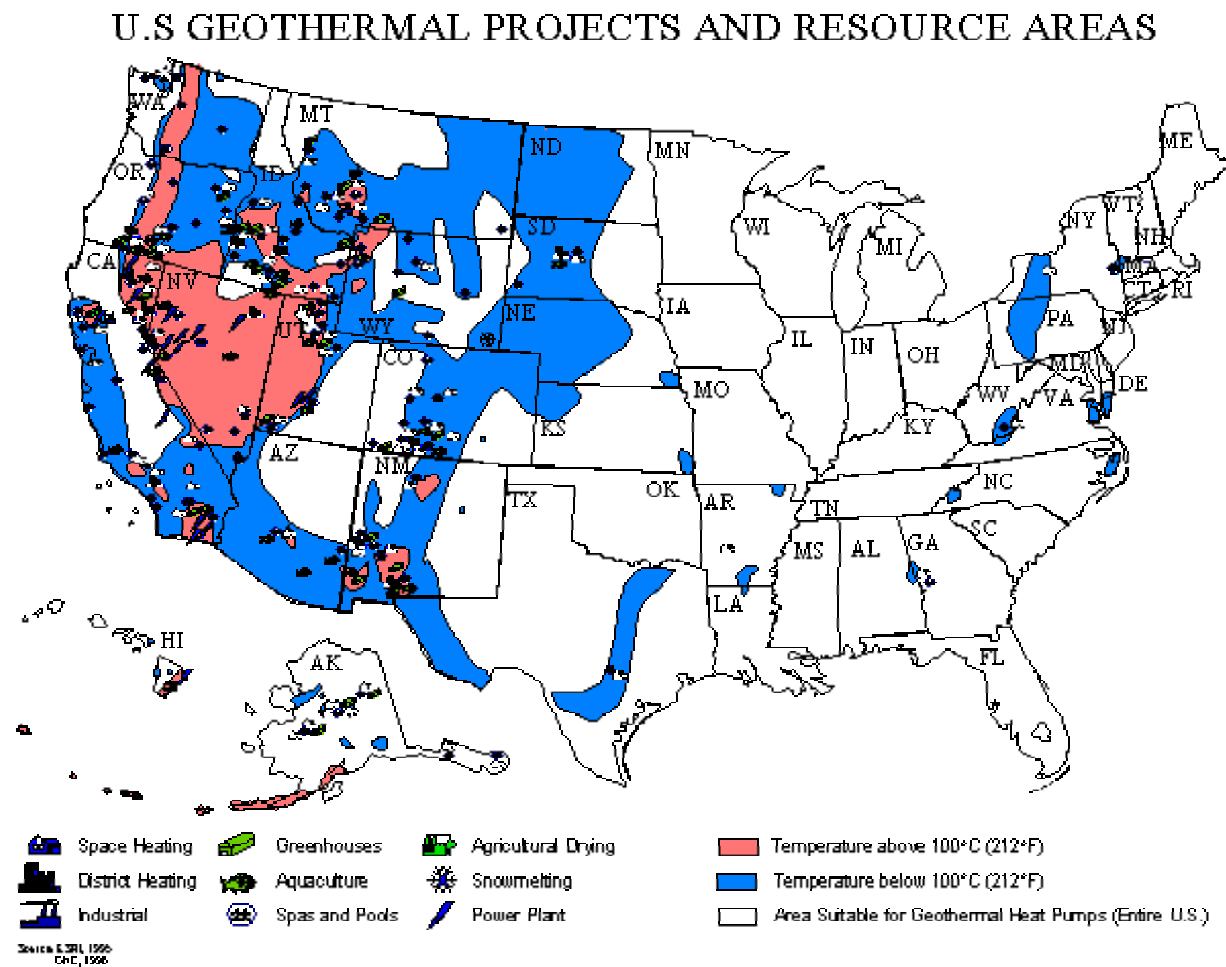 U.S GEOTHERMAL PROJECTS AND RESOURCE AREAS
WA
MT
ND
MN
ME
OR
ID
VT
NY
NH
SD
WI
MI
MA
CA
NV
CT
RI
IA
NE
PA
UT
WY
IL
IN
OH
NJ
CO
MD
DE
MO
WV
VA
KS
KY
AZ
NM
NC
OK
TX
AR
TN
SC
MS
AL
GA
LA
HI
AK
FL
Space Heating
Greenhouses
Agricultural Drying
Temperature above 100°C (212°F)
District Heating
Aquaculture
Snowmelting
Temperature below 100°C (212°F)
Industrial
Spas and Pools
Power Plant
Area Suitable for Geothermal Heat Pumps (Entire U.S.)